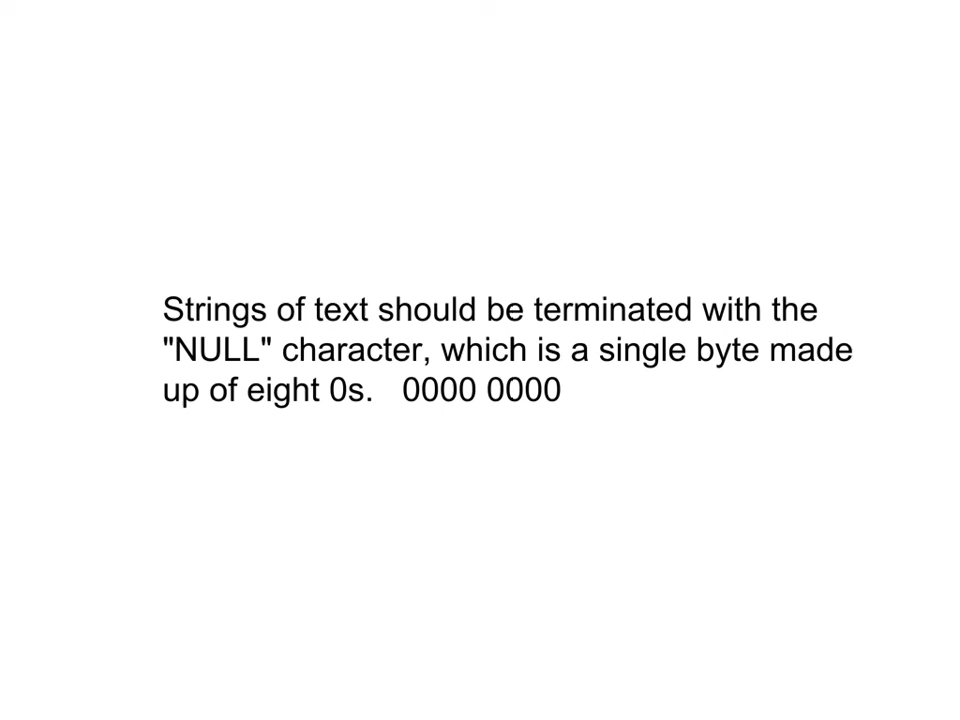 Strings of text should be terminated with the
"NULL" character, which is a single byte made
up of eight 0s.   0000 0000